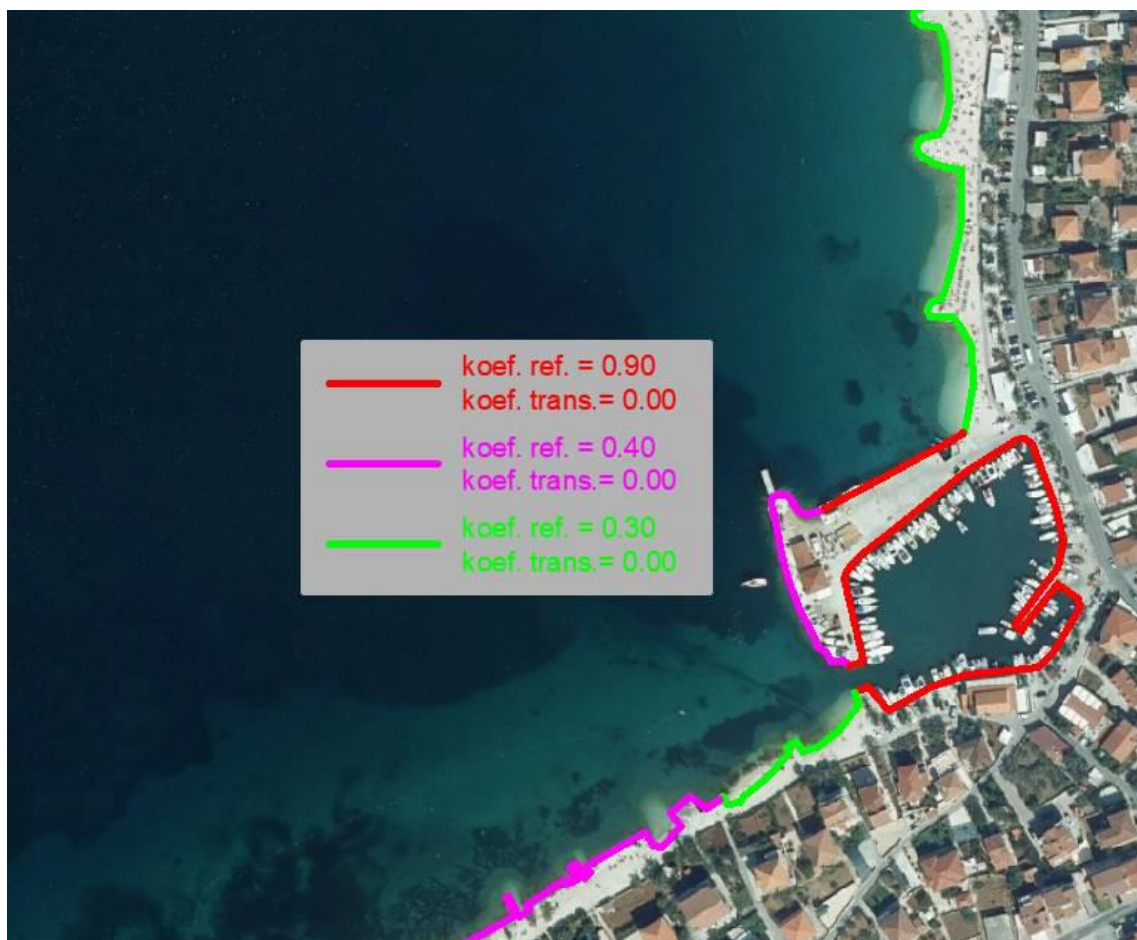 koef. ref. = 0.90
koef. trans.= 0.00
koef. ref. = 0.40
koef. trans.= 0.00
koef. ref. = 0.30
koef. trans.= 0.00